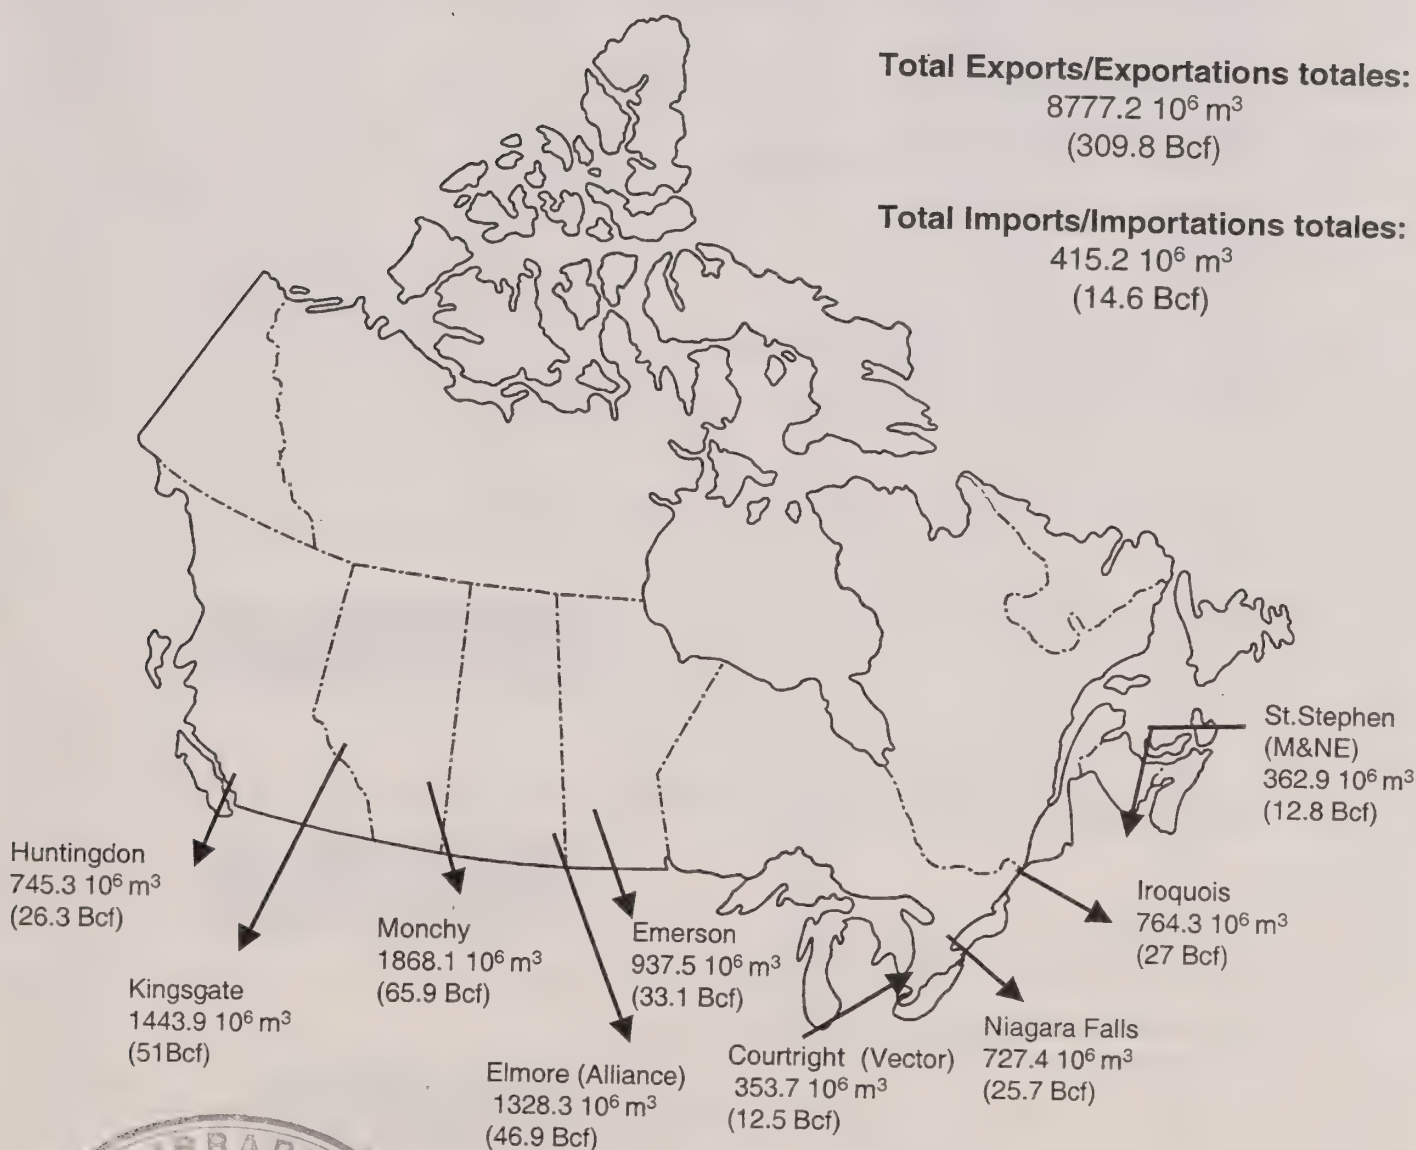 Total Exports/Exportations totales:
8777.2 10⁶ m³
(309.8 Bcf)
Total Imports/Importations totales:
415.2 10⁶ m³
(14.6 Bcf)
St.Stephen
(M&NE)
362.9 10⁶ m³
(12.8 Bcf)
Huntingdon
745.3 10⁶ m³
(26.3 Bcf)
Kingsgate
1443.9 10⁶ m³
(51Bcf)
Monchy
1868.1 10⁶ m³
(65.9 Bcf)
Elmore (Alliance)
1328.3 10⁶ m³
(46.9 Bcf)
Emerson
937.5 10⁶ m³
(33.1 Bcf)
Courtright (Vector)
353.7 10⁶ m³
(12.5 Bcf)
Niagara Falls
727.4 10⁶ m³
(25.7 Bcf)
Iroquois
764.3 10⁶ m³
(27 Bcf)